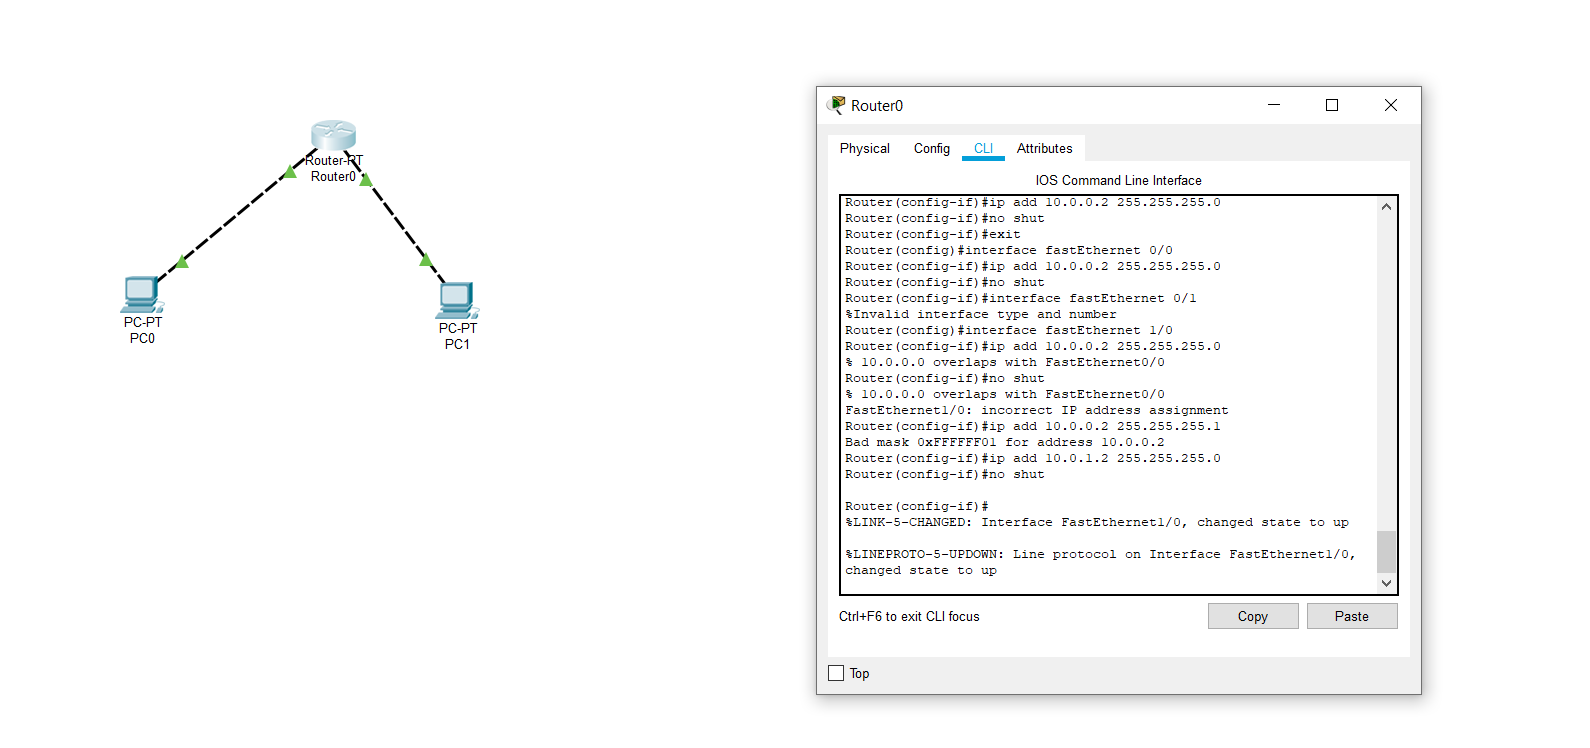 Router-PT
Router0
PC-PT
PC0
PC-PT
PC1
Router0
Physical Config CLI Attributes
IOS Command Line Interface
Router(config-if)#ip add 10.0.0.2 255.255.255.0
Router(config-if)#no shut
Router(config-if)#exit
Router(config)#interface fastEthernet 0/0
Router(config-if)#ip add 10.0.0.2 255.255.255.0
Router(config-if)#no shut
Router(config-if)#interface fastEthernet 0/1
%Invalid interface type and number
Router(config)#interface fastEthernet 1/0
Router(config-if)#ip add 10.0.0.2 255.255.255.0
% 10.0.0.0 overlaps with FastEthernet0/0
Router(config-if)#no shut
% 10.0.0.0 overlaps with FastEthernet0/0
FastEthernet1/0: incorrect IP address assignment
Router(config-if)#ip add 10.0.0.2 255.255.255.1
Bad mask 0xFFFFFF01 for address 10.0.0.2
Router(config-if)#ip add 10.0.1.2 255.255.255.0
Router(config-if)#no shut
Router(config-if)#
%LINK-5-CHANGED: Interface FastEthernet1/0, changed state to up
%LINEPROTO-5-UPDOWN: Line protocol on Interface FastEthernet1/0,
changed state to up
Ctrl+F6 to exit CLI focus
Copy Paste
Top